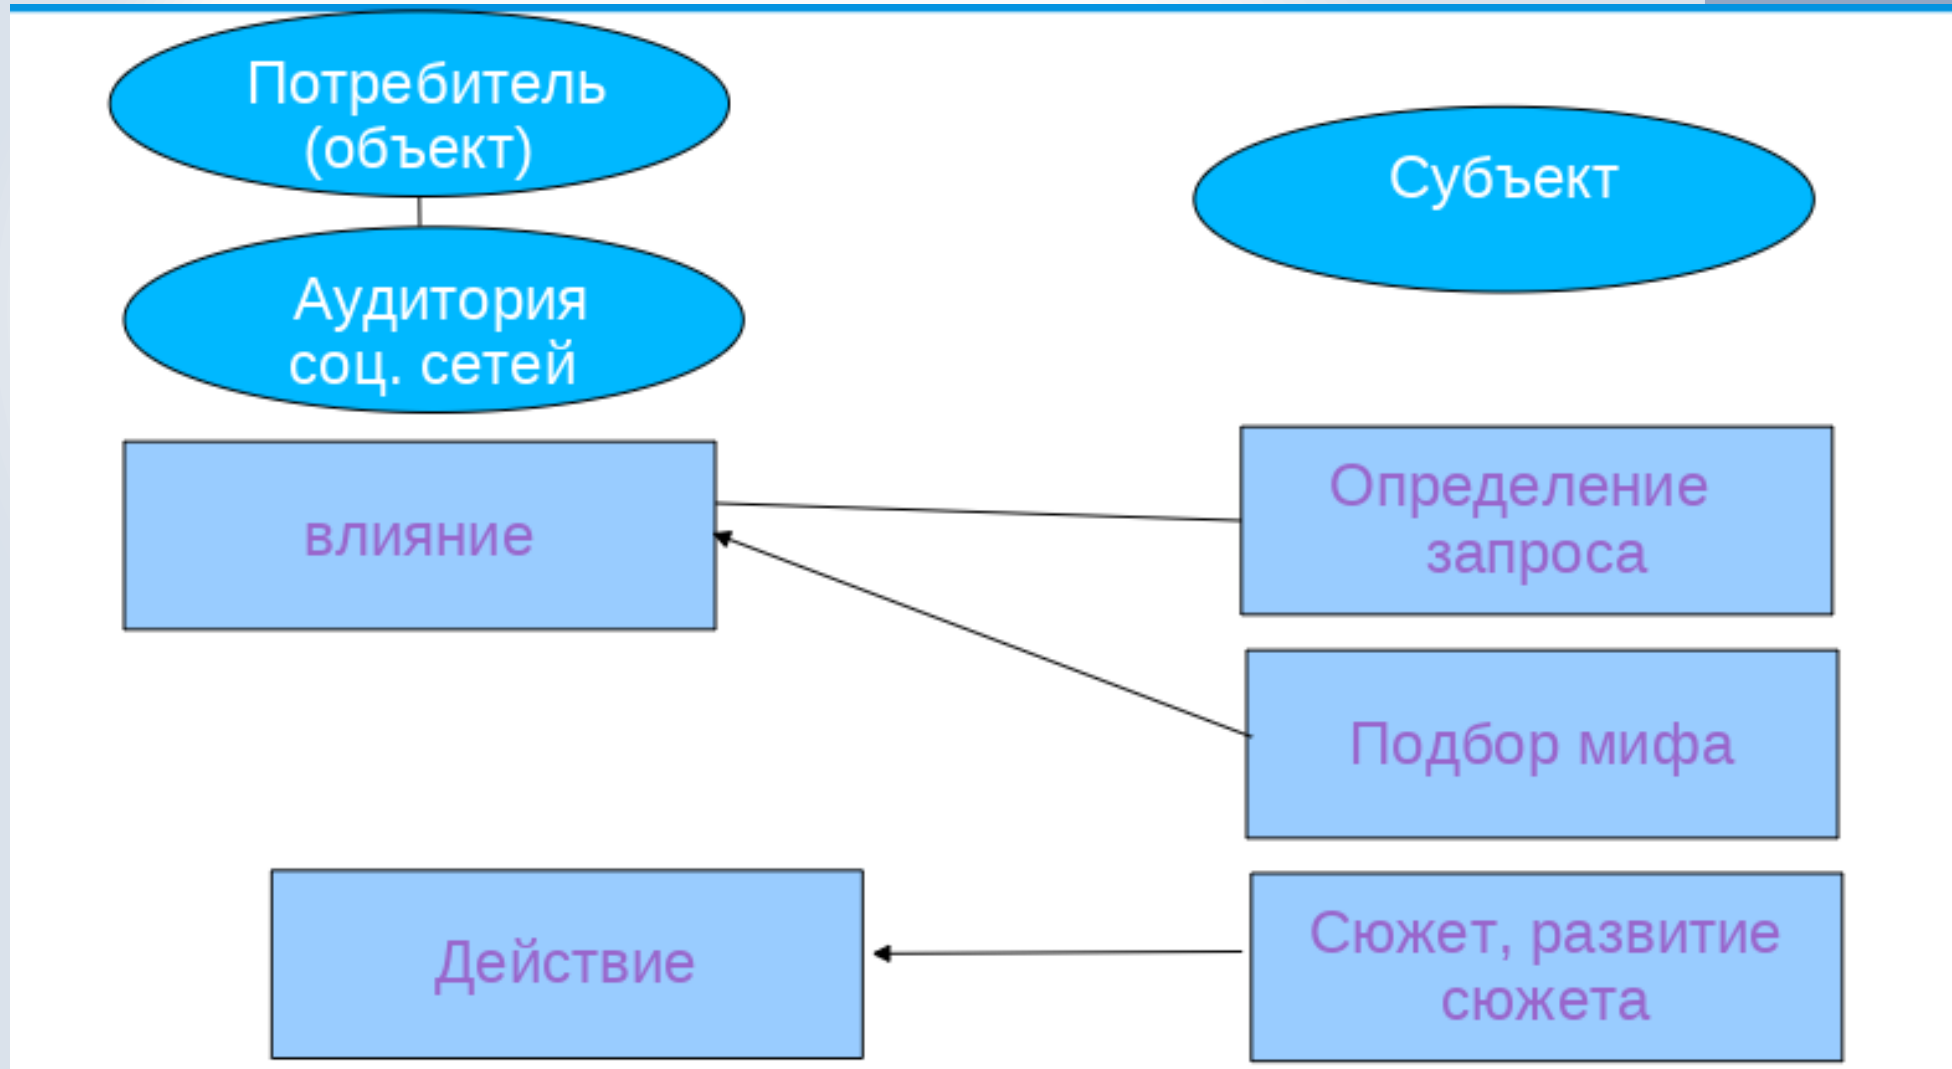 Потребитель
(объект)
Субъект
Аудитория
соц. сетей
влияние
Определение
запроса
Подбор мифа
Действие
Сюжет, развитие
сюжета